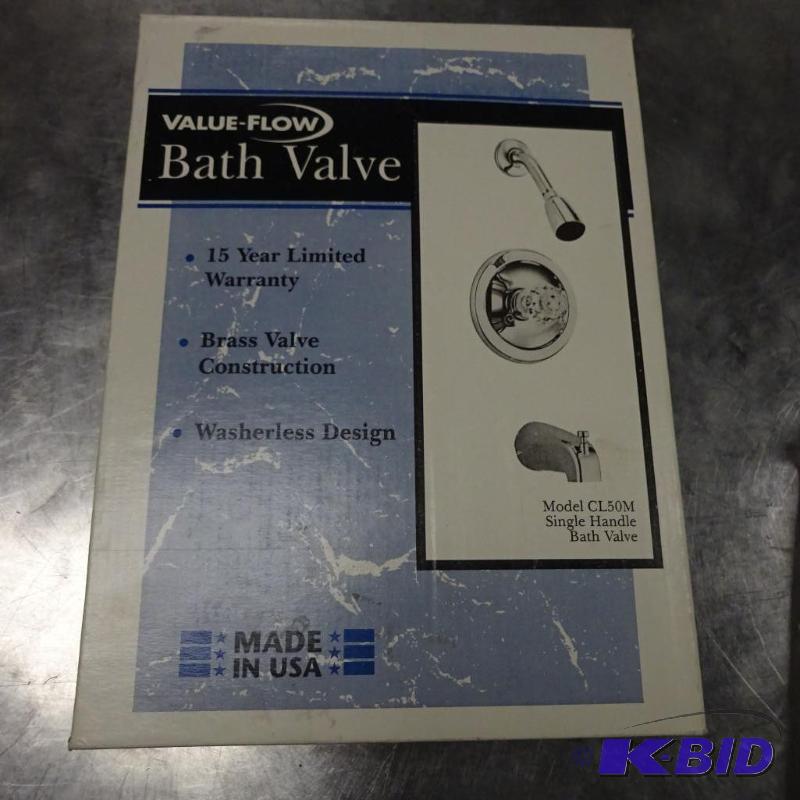 VALUE-FLOW
Bath Valve
• 15 Year Limited
Warranty
• Brass Valve
Construction
• Washerless Design
Model CL50M
Single Handle
Bath Valve
MADE
IN USA
K-BID